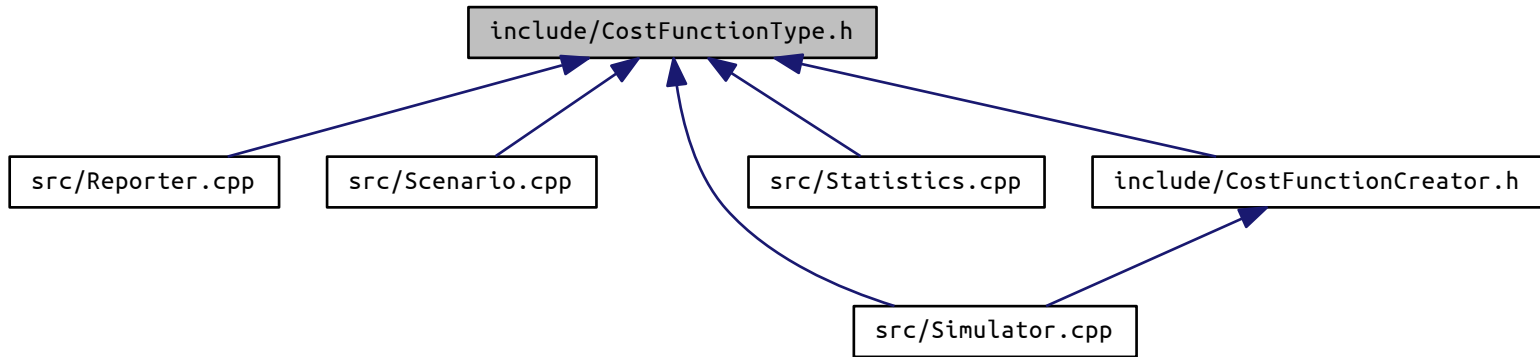 include/CostFunctionType.h
src/Reporter.cpp
src/Scenario.cpp
src/Statistics.cpp
include/CostFunctionCreator.h
src/Simulator.cpp